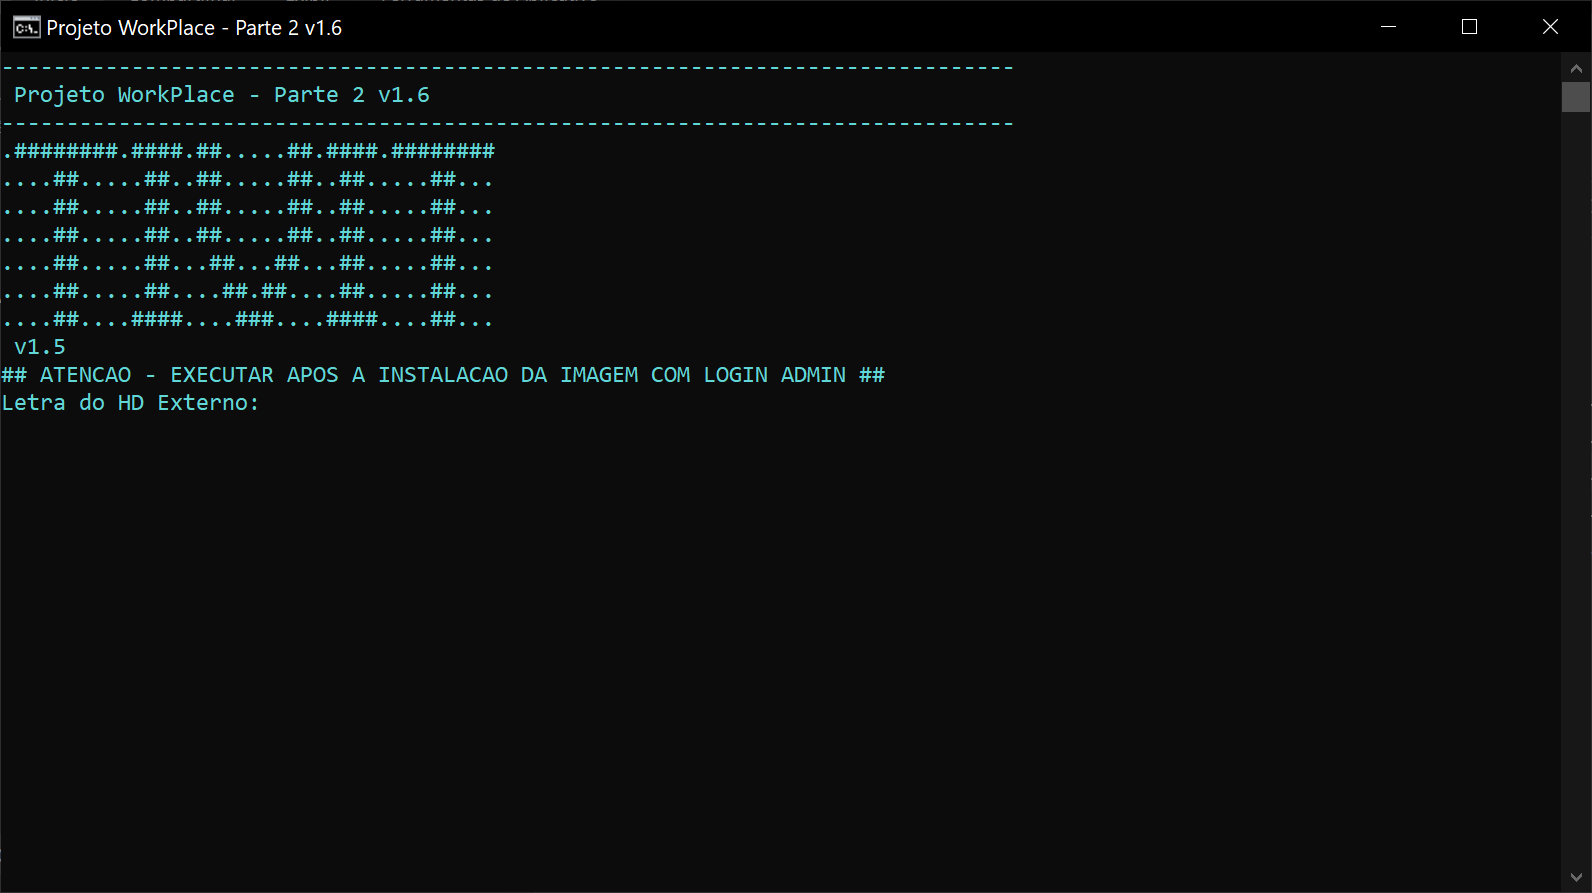 Projeto WorkPlace - Parte 2 v1.6
------------------------------------------------------------------------------
 Projeto WorkPlace - Parte 2 v1.6
------------------------------------------------------------------------------
.########.####.##.....##.####.########
....##.....##..##.....##..##.....##...
....##.....##..##.....##..##.....##...
....##.....##..##.....##..##.....##...
....##.....##...##...##...##.....##...
....##.....##....##.##....##.....##...
....##....####....###....####....##...
 v1.5
## ATENCAO - EXECUTAR APOS A INSTALACAO DA IMAGEM COM LOGIN ADMIN ##
Letra do HD Externo: